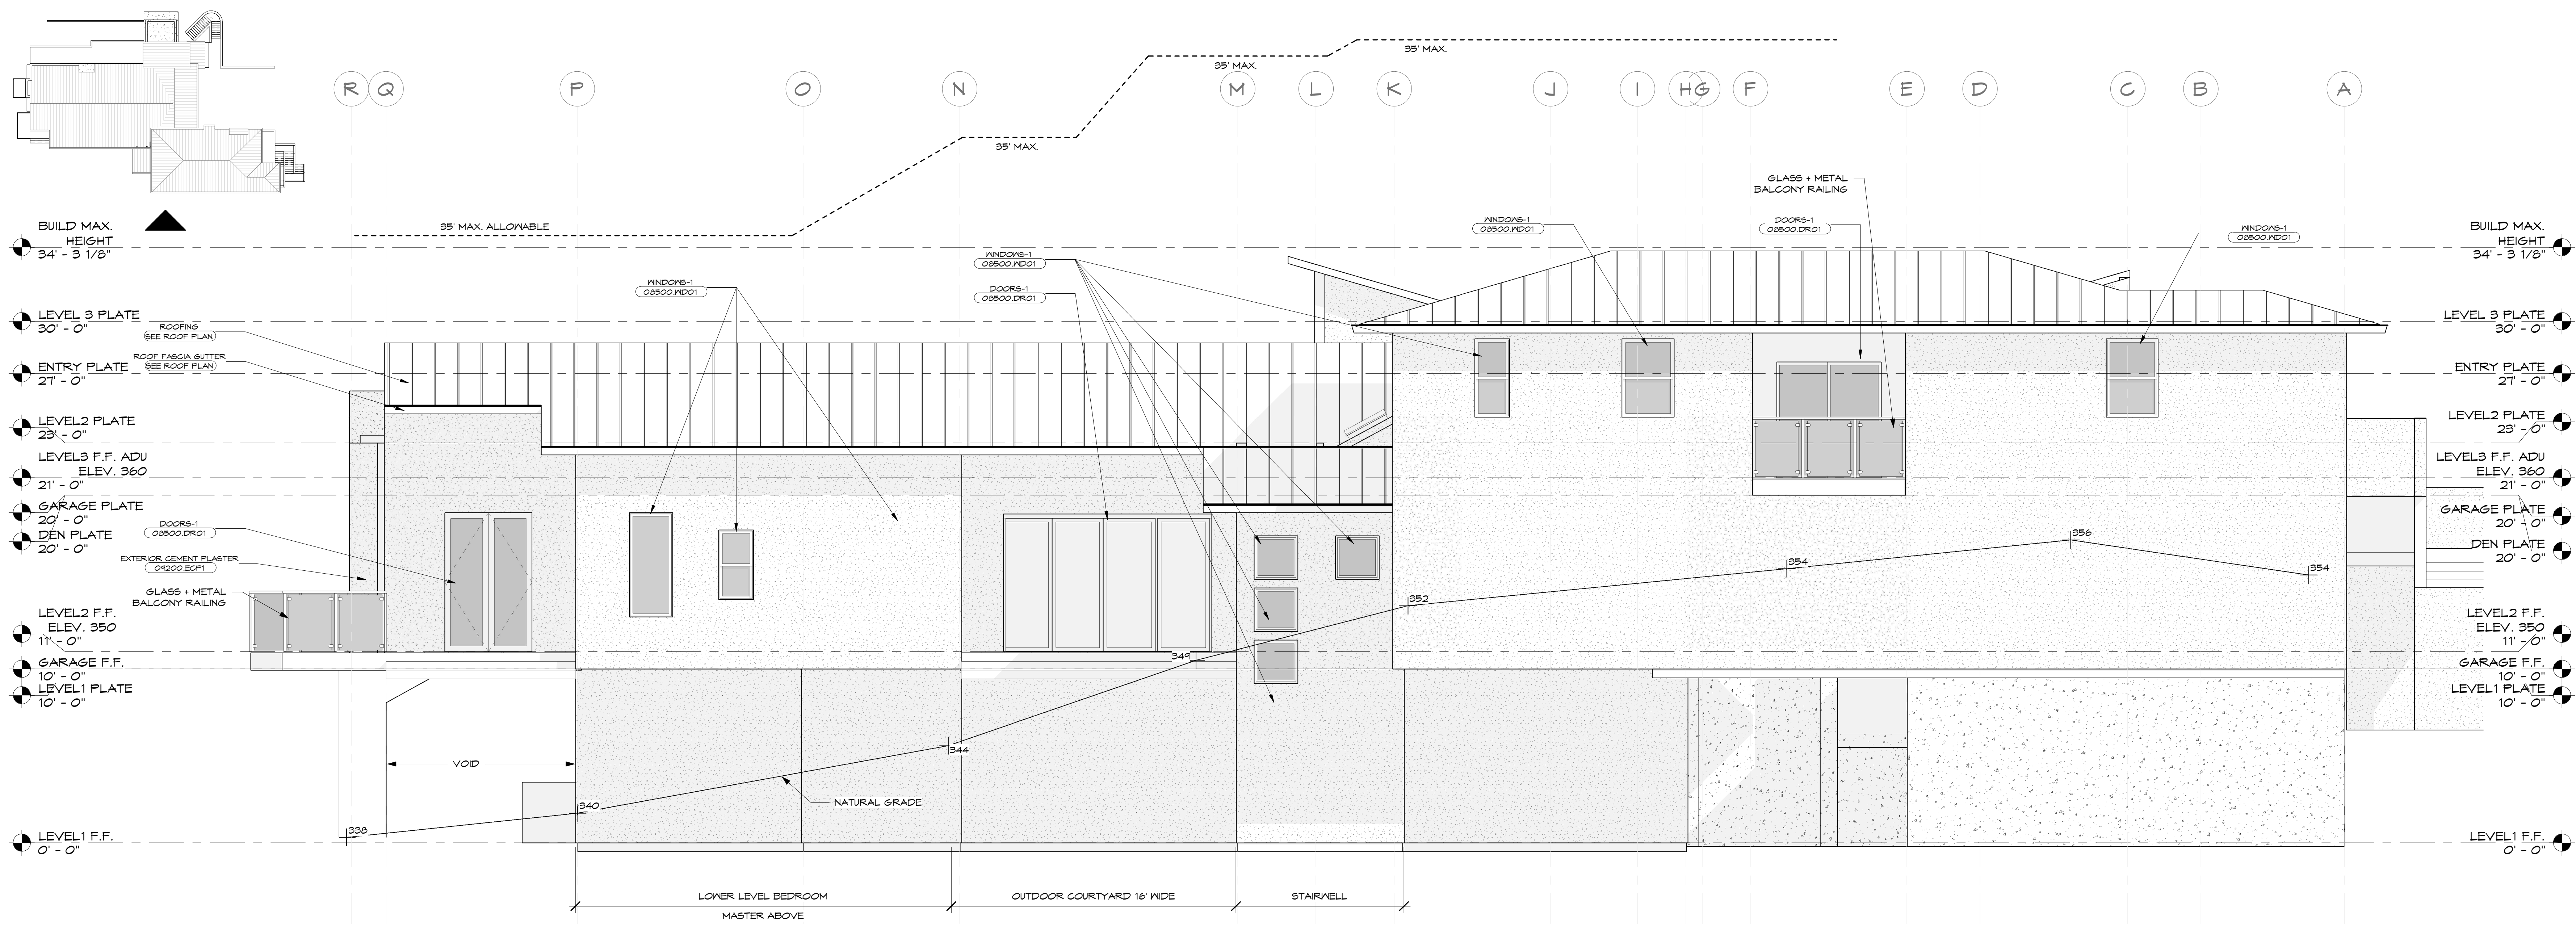 35' MAX.
35' MAX.
R
Q
P
O
N
M
L
K
J
I
H
G
F
E
D
C
B
A
35' MAX.
GLASS + METAL
BALCONY RAILING
35' MAX. ALLOWABLE
WINDOWS-1
08500.WD01
DOORS-1
08500.DR01
WINDOWS-1
08500.WD01
BUILD MAX.
HEIGHT
34' - 3 1/8"
BUILD MAX.
HEIGHT
34' - 3 1/8"
WINDOWS-1
08500.WD01
WINDOWS-1
08500.WD01
DOORS-1
08500.DR01
LEVEL 3 PLATE
30' - 0"
LEVEL 3 PLATE
30' - 0"
ROOFING
SEE ROOF PLAN
ROOF FASCIA GUTTER
SEE ROOF PLAN
ENTRY PLATE
27' - 0"
ENTRY PLATE
27' - 0"
LEVEL2 PLATE
23' - 0"
LEVEL2 PLATE
23' - 0"
LEVEL3 F.F. ADU
ELEV. 360
21' - 0"
LEVEL3 F.F. ADU
ELEV. 360
21' - 0"
GARAGE PLATE
20' - 0"
GARAGE PLATE
20' - 0"
DEN PLATE
20' - 0"
DEN PLATE
20' - 0"
DOORS-1
08500.DR01
EXTERIOR CEMENT PLASTER
09200.ECP1
GLASS + METAL
BALCONY RAILING
356
354
354
352
349
344
340
338
LEVEL2 F.F.
ELEV. 350
11' - 0"
LEVEL2 F.F.
ELEV. 350
11' - 0"
GARAGE F.F.
10' - 0"
GARAGE F.F.
10' - 0"
LEVEL1 PLATE
10' - 0"
LEVEL1 PLATE
10' - 0"
VOID
NATURAL GRADE
LEVEL1 F.F.
0' - 0"
LEVEL1 F.F.
0' - 0"
LOWER LEVEL BEDROOM
MASTER ABOVE
OUTDOOR COURTYARD 16' WIDE
STAIRWELL